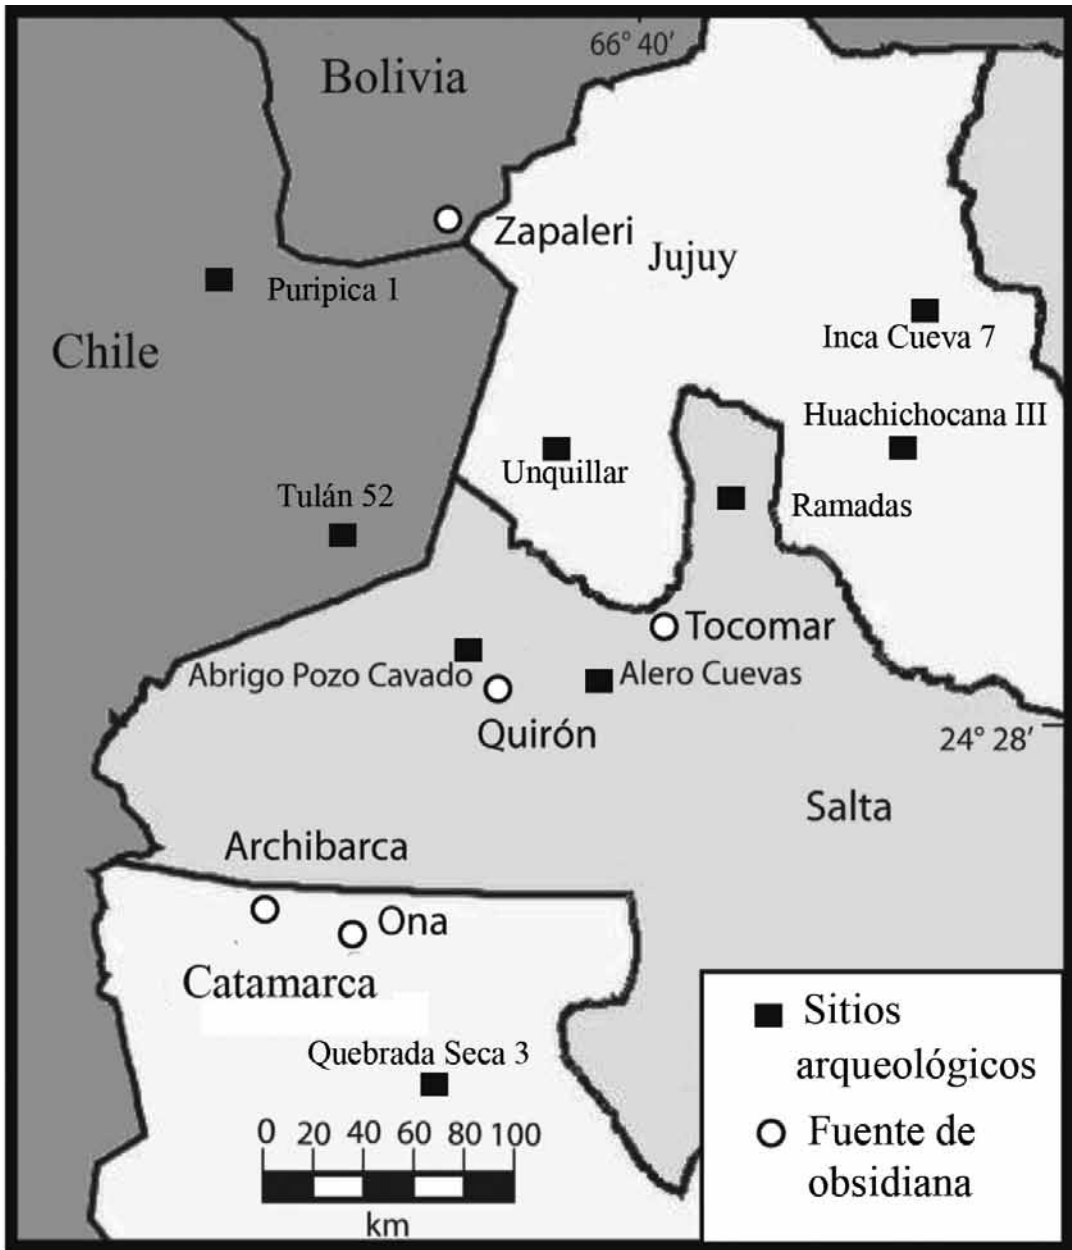 66° 40'
Bolivia
Zapaleri
Jujuy
Puripica 1
Chile
Inca Cueva 7
Huachichocana III
Unquillar
Tulán 52
Ramadas
Tocomar
Abrigo Pozo Cavado
Alero Cuevas
Quirón
24° 28'
Salta
Archibarca
Ona
Catamarca
Quebrada Seca 3
0 20 40 60 80 100
km
Sitios
arqueológicos
Fuente de
obsidiana